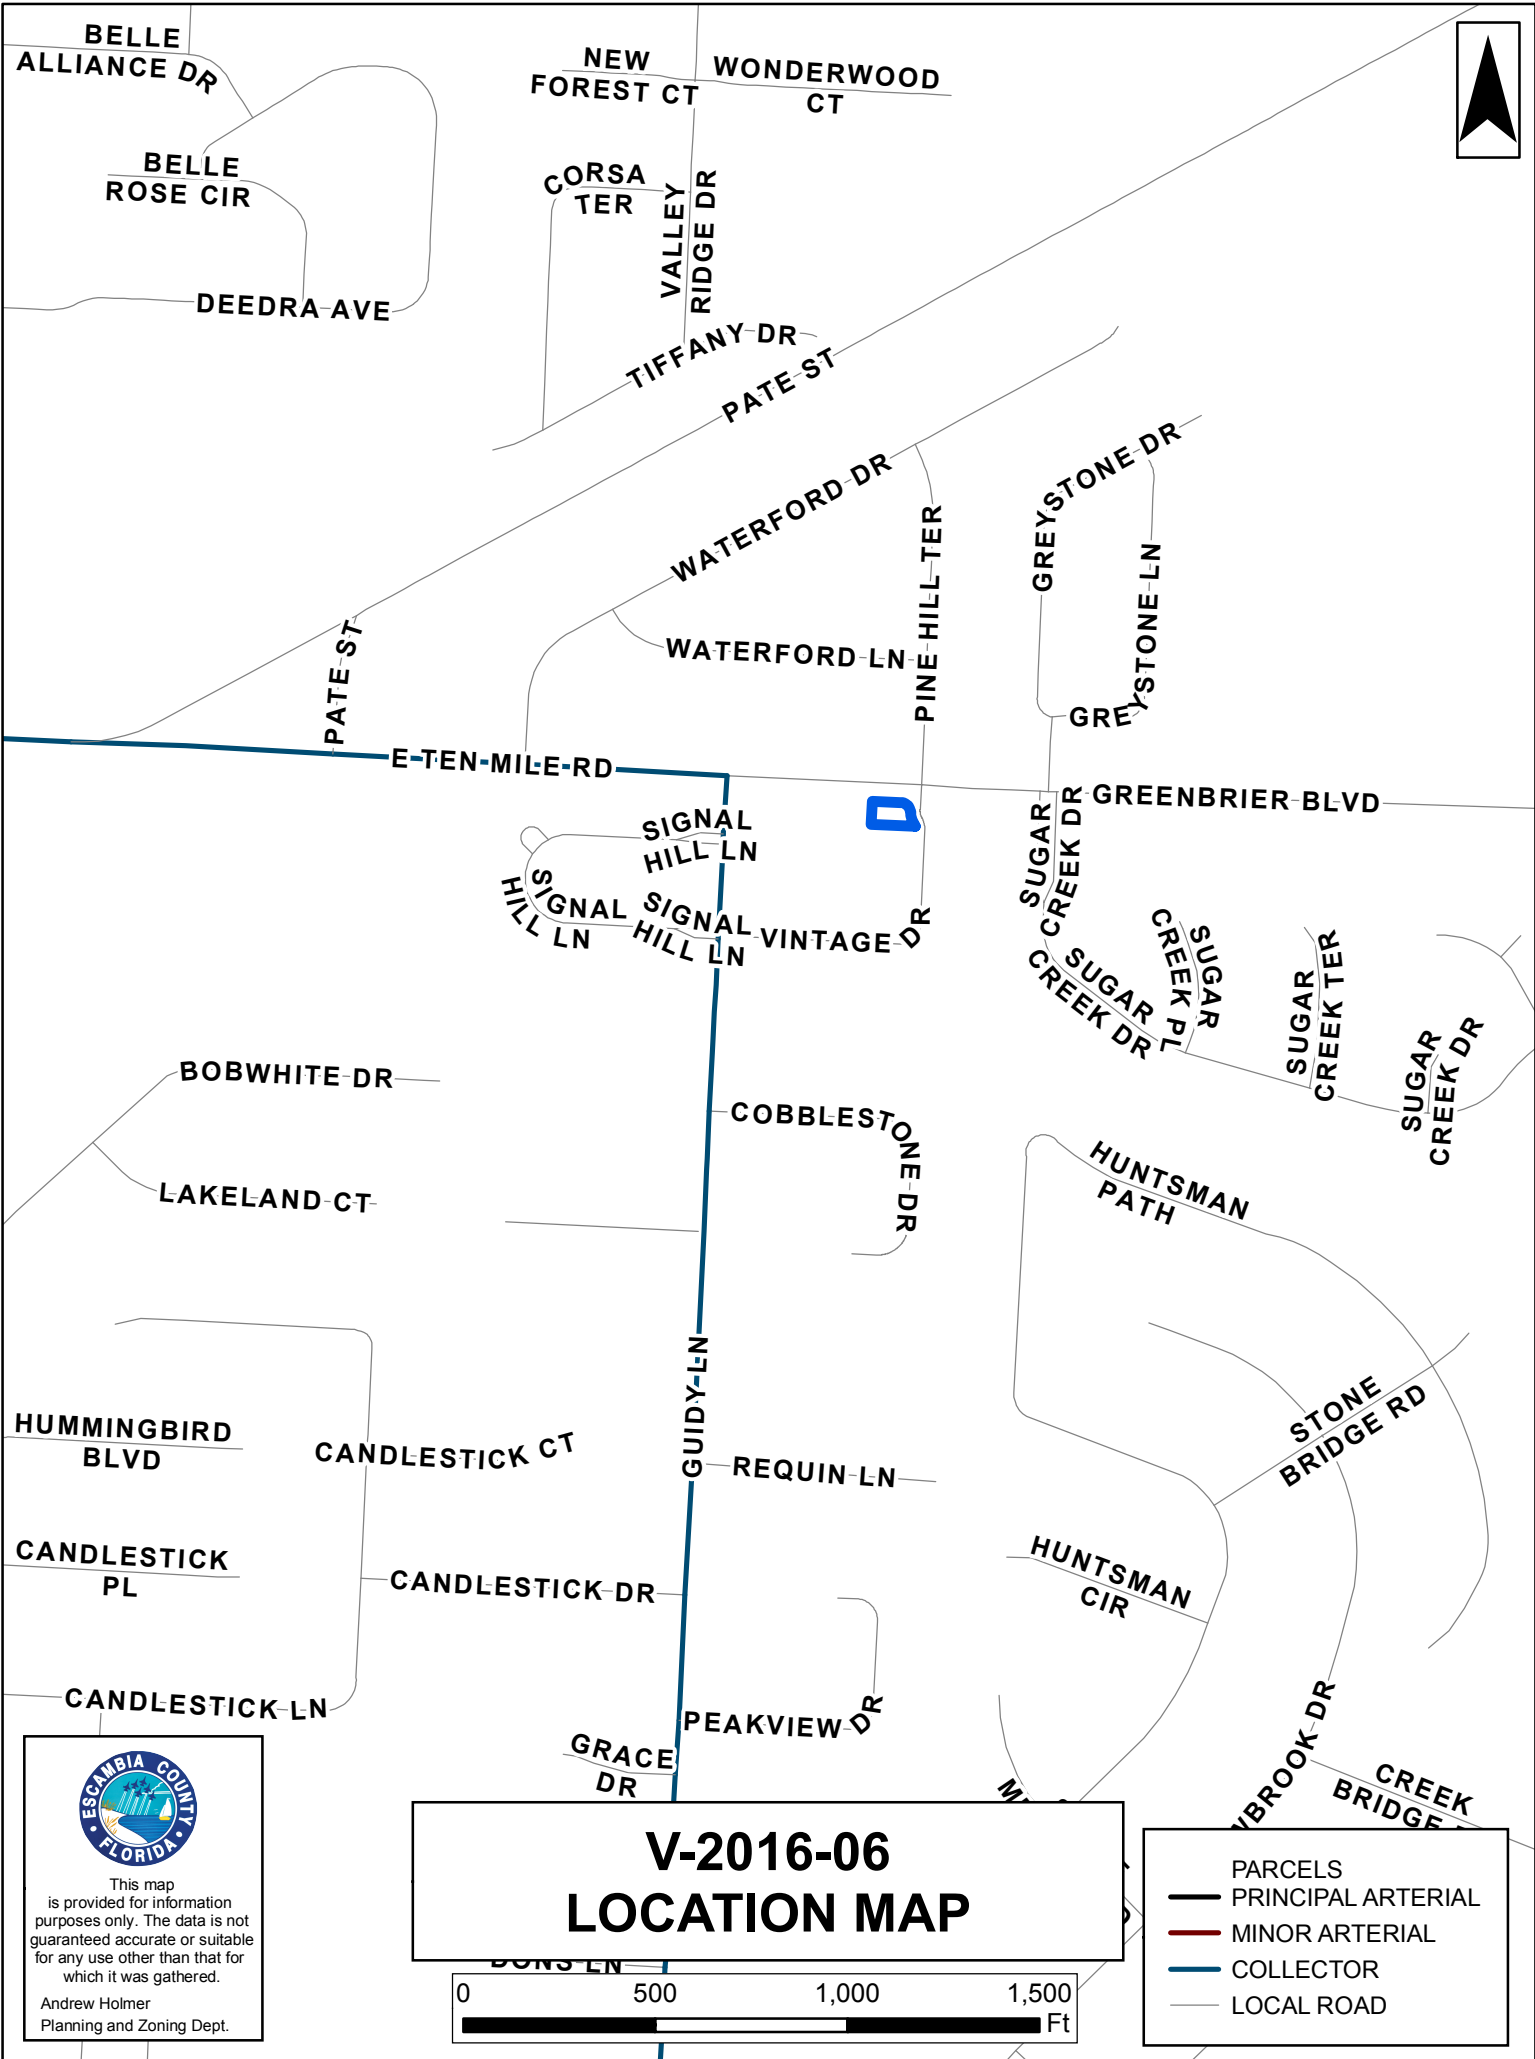 BELLE
ALLIANCE DR
NEW
FOREST CT
WONDERWOOD
CT
BELLE
ROSE CIR
CORSA
TER
VALLEY
RIDGE DR
DEEDRA AVE
TIFFANY DR
PATE ST
WATERFORD DR
GREYSTONE DR
PINE HILL TER
GREYSTONE LN
PATE ST
WATERFORD LN
E TEN MILE RD
GREENBRIER BLVD
SIGNAL
HILL LN
SUGAR
CREEK DR
SIGNAL
HILL LN
SIGNAL
HILL LN
VINTAGE DR
SUGAR
CREEK DR
SUGAR
CREEK PL
SUGAR
CREEK TER
SUGAR
CREEK DR
BOBWHITE DR
COBBLESTONE DR
LAKELAND CT
HUNTSMAN
PATH
GUIDY LN
STONE
BRIDGE RD
HUMMINGBIRD
BLVD
CANDLESTICK CT
REQUIN LN
CANDLESTICK
PL
CANDLESTICK DR
HUNTSMAN
CIR
CANDLESTICK LN
PEAKVIEW DR
GRACE
DR
CREEK
BRIDGE
ESCAMBIA COUNTY
FLORIDA
This map
is provided for information
purposes only. The data is not
guaranteed accurate or suitable
for any use other than that for
which it was gathered.
Andrew Holmer
Planning and Zoning Dept.
V-2016-06
LOCATION MAP
0 500 1,000 1,500
Ft
PARCELS
PRINCIPAL ARTERIAL
MINOR ARTERIAL
COLLECTOR
LOCAL ROAD